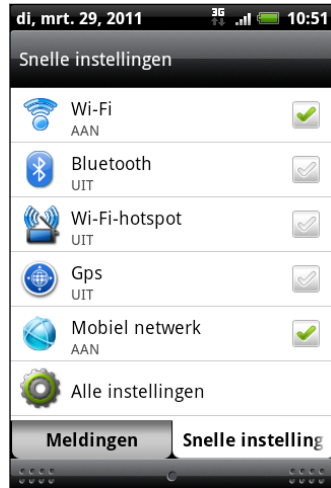 di, mrt. 29, 2011 3G 10:51
Snelle instellingen
Wi-Fi
AAN
Bluetooth
UIT
Wi-Fi-hotspot
UIT
Gps
UIT
Mobiel netwerk
AAN
Alle instellingen
Meldingen Snelle instelling